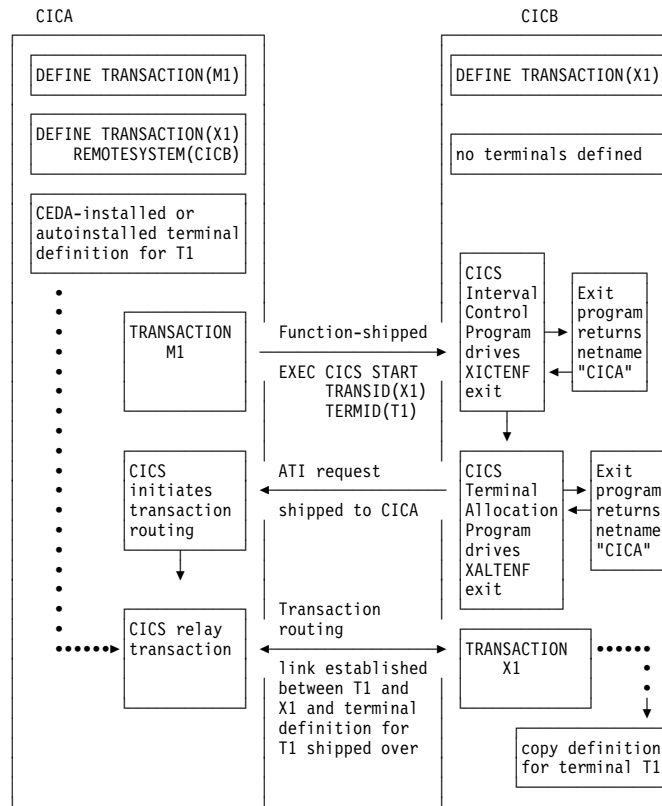 CICA
CICB
DEFINE TRANSACTION(M1)
DEFINE TRANSACTION(X1)
DEFINE TRANSACTION(X1)
REMOTESYSTEM(CICB)
no terminals defined
CEDA-installed or
autoinstalled terminal
definition for T1
TRANSACTION
M1
Function-shipped
EXEC CICS START
TRANSID(X1)
TERMID(T1)
CICS
Interval
Control
Program
drives
XICTENF
exit
Exit
program
returns
netname
"CICA"
CICS
initiates
transaction
routing
ATI request
shipped to CICA
CICS
Terminal
Allocation
Program
drives
XALTENF
exit
Exit
program
returns
netname
"CICA"
CICS relay
transaction
Transaction
routing
link established
between T1 and
X1 and terminal
definition for
T1 shipped over
TRANSACTION
X1
copy definition
for terminal T1